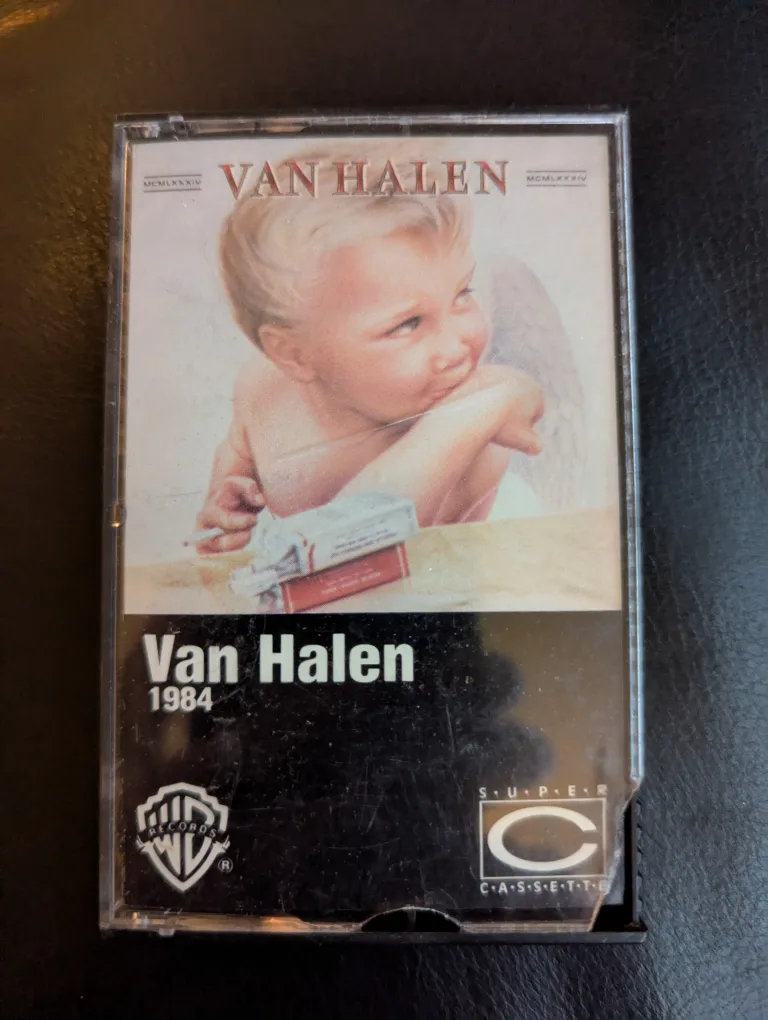 MCMLXXXIV VAN HALEN MCMLXXXIV
Van Halen
1984
WB
RECORDS
®
S·U·P·E·R
C
C·A·S·S·E·T·T·E